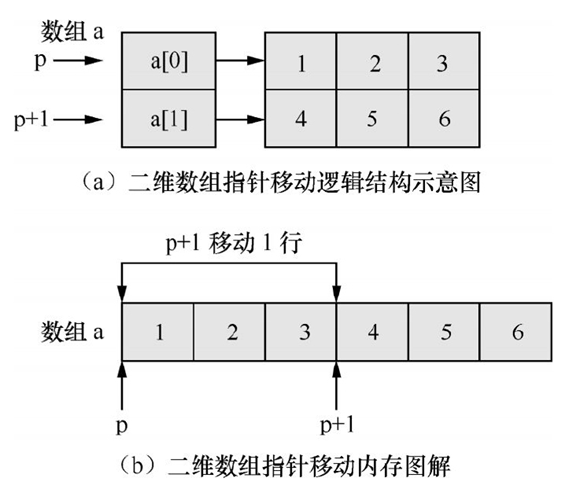 数组 a
p a[0] 1 2 3
p+1 a[1] 4 5 6
（a）二维数组指针移动逻辑结构示意图
p+1 移动 1 行
数组 a 1 2 3 4 5 6
p p+1
（b）二维数组指针移动内存图解